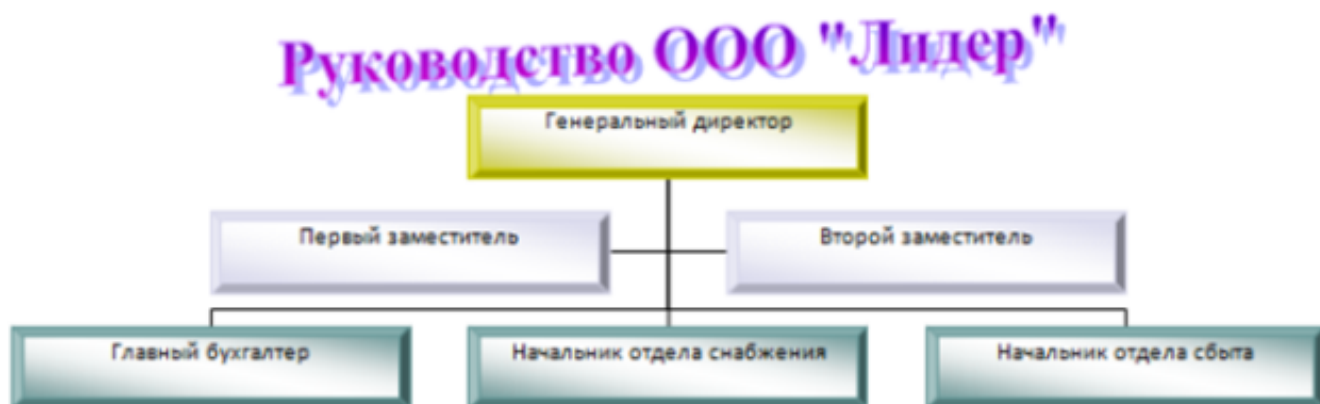 Руководство ООО "Лидер"
Генеральный директор
Первый заместитель
Второй заместитель
Главный бухгалтер
Начальник отдела снабжения
Начальник отдела сбыта